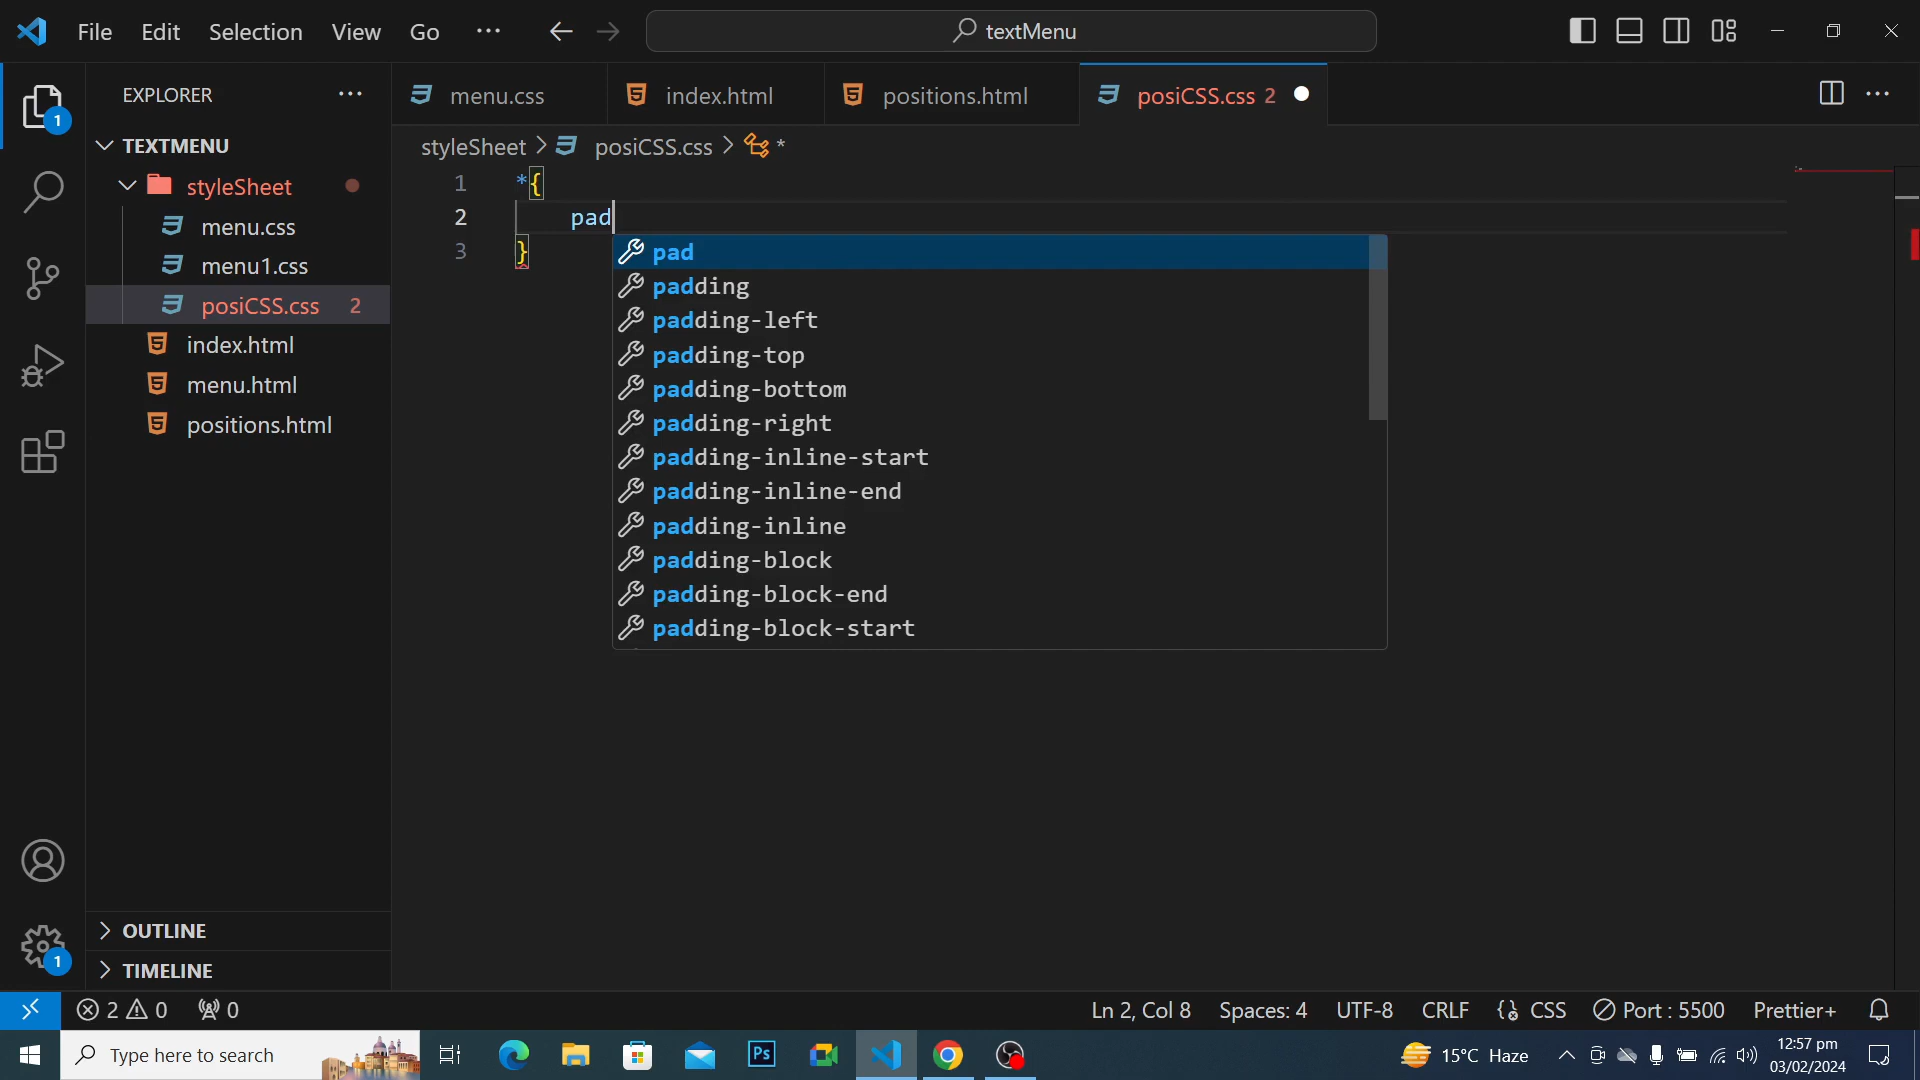 File Edit Selection View Go ··· textMenu
EXPLORER ···
menu.css index.html positions.html posiCSS.css 2
styleSheet > posiCSS.css > *
TEXTMENU
styleSheet
menu.css
menu1.css
posiCSS.css 2
index.html
menu.html
positions.html
1 *{
2 pad
3 }
pad
padding
padding-left
padding-top
padding-bottom
padding-right
padding-inline-start
padding-inline-end
padding-inline
padding-block
padding-block-end
padding-block-start
1
1
OUTLINE
TIMELINE
2 0 0 Ln 2, Col 8 Spaces: 4 UTF-8 CRLF {} CSS Port : 5500 Prettier+
Type here to search Ps 15°C Haze 12:57 pm
03/02/2024